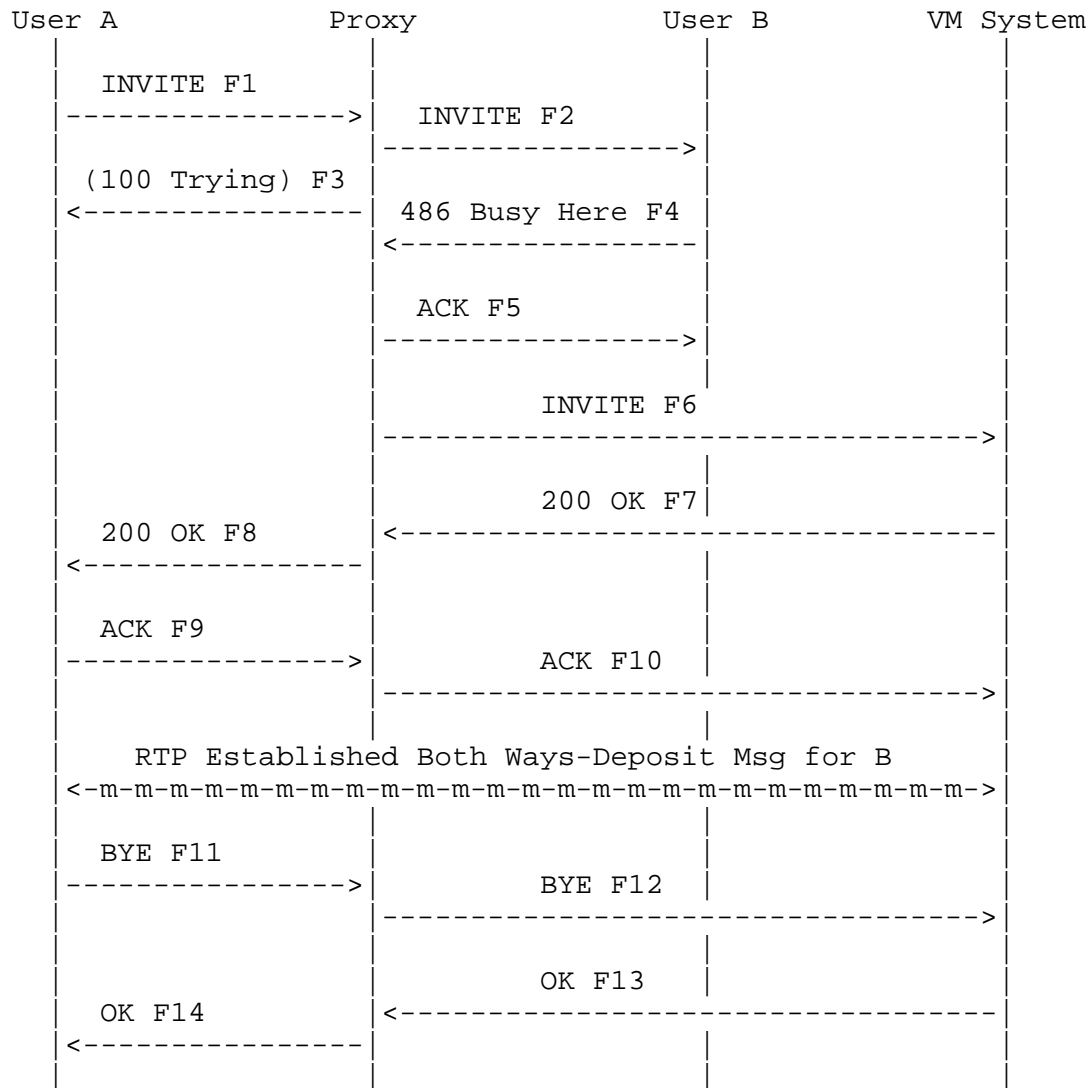 User A Proxy User B VM System
INVITE F1
INVITE F2
(100 Trying) F3
486 Busy Here F4
ACK F5
INVITE F6
200 OK F7
200 OK F8
ACK F9
ACK F10
RTP Established Both Ways-Deposit Msg for B
<-m-m-m-m-m-m-m-m-m-m-m-m-m-m-m-m-m-m-m-m-m-m-m-m-m->
BYE F11
BYE F12
OK F13
OK F14